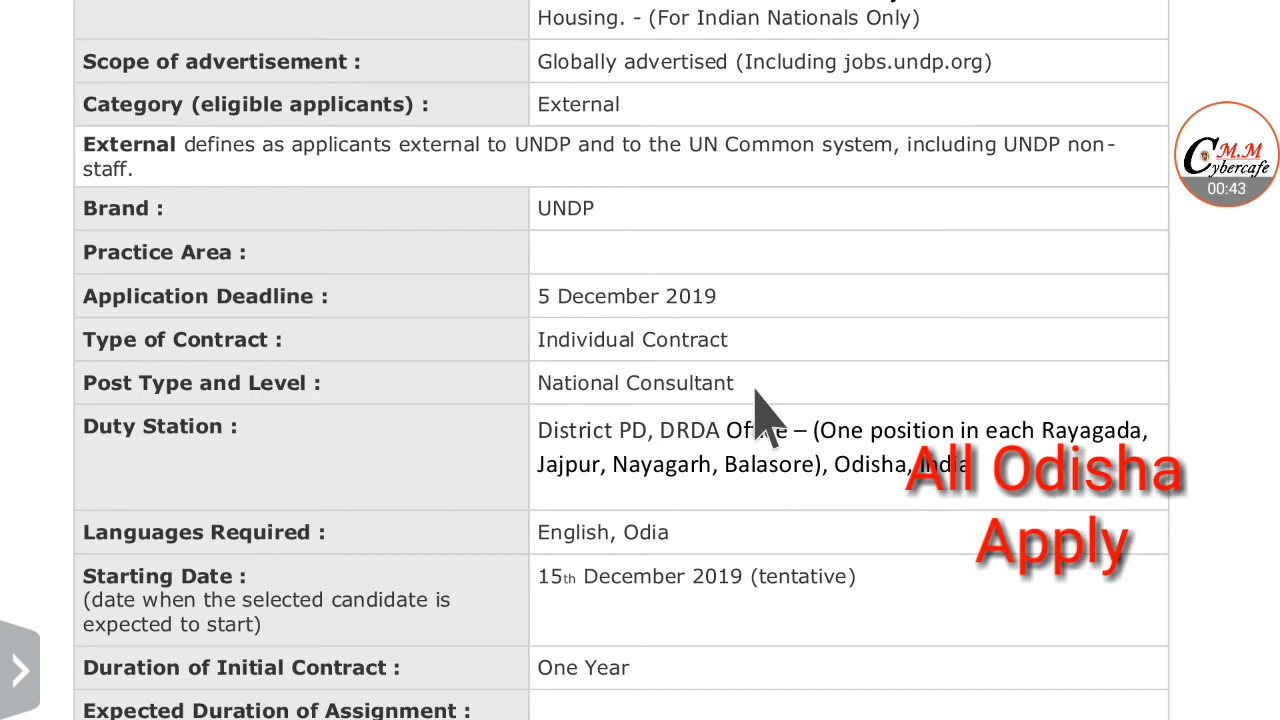 Housing. - (For Indian Nationals Only)
Scope of advertisement :
Globally advertised (Including jobs.undp.org)
Category (eligible applicants) :
External
External defines as applicants external to UNDP and to the UN Common system, including UNDP non-
staff.
Brand :
UNDP
Practice Area :
Application Deadline :
5 December 2019
Type of Contract :
Individual Contract
Post Type and Level :
National Consultant
Duty Station :
District PD, DRDA Office – (One position in each Rayagada,
Jajpur, Nayagarh, Balasore), Odisha, India
All Odisha
Apply
Languages Required :
English, Odia
Starting Date :
(date when the selected candidate is
expected to start)
15th December 2019 (tentative)
Duration of Initial Contract :
One Year
Expected Duration of Assignment :
M.M
Cybercafe
00:43